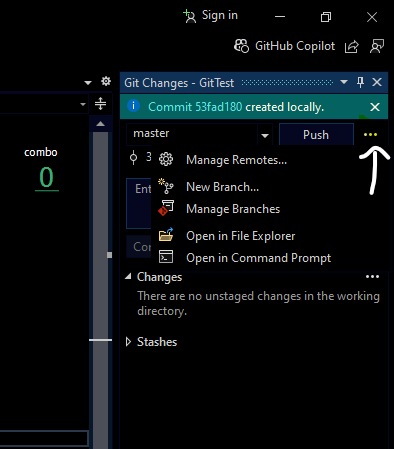 Sign in
GitHub Copilot
Git Changes - GitTest
Commit 53fad180 created locally.
master
Push
combo
0
3
Manage Remotes...
New Branch...
Ent
Manage Branches
Open in File Explorer
Co
Open in Command Prompt
Changes
There are no unstaged changes in the working
directory.
Stashes